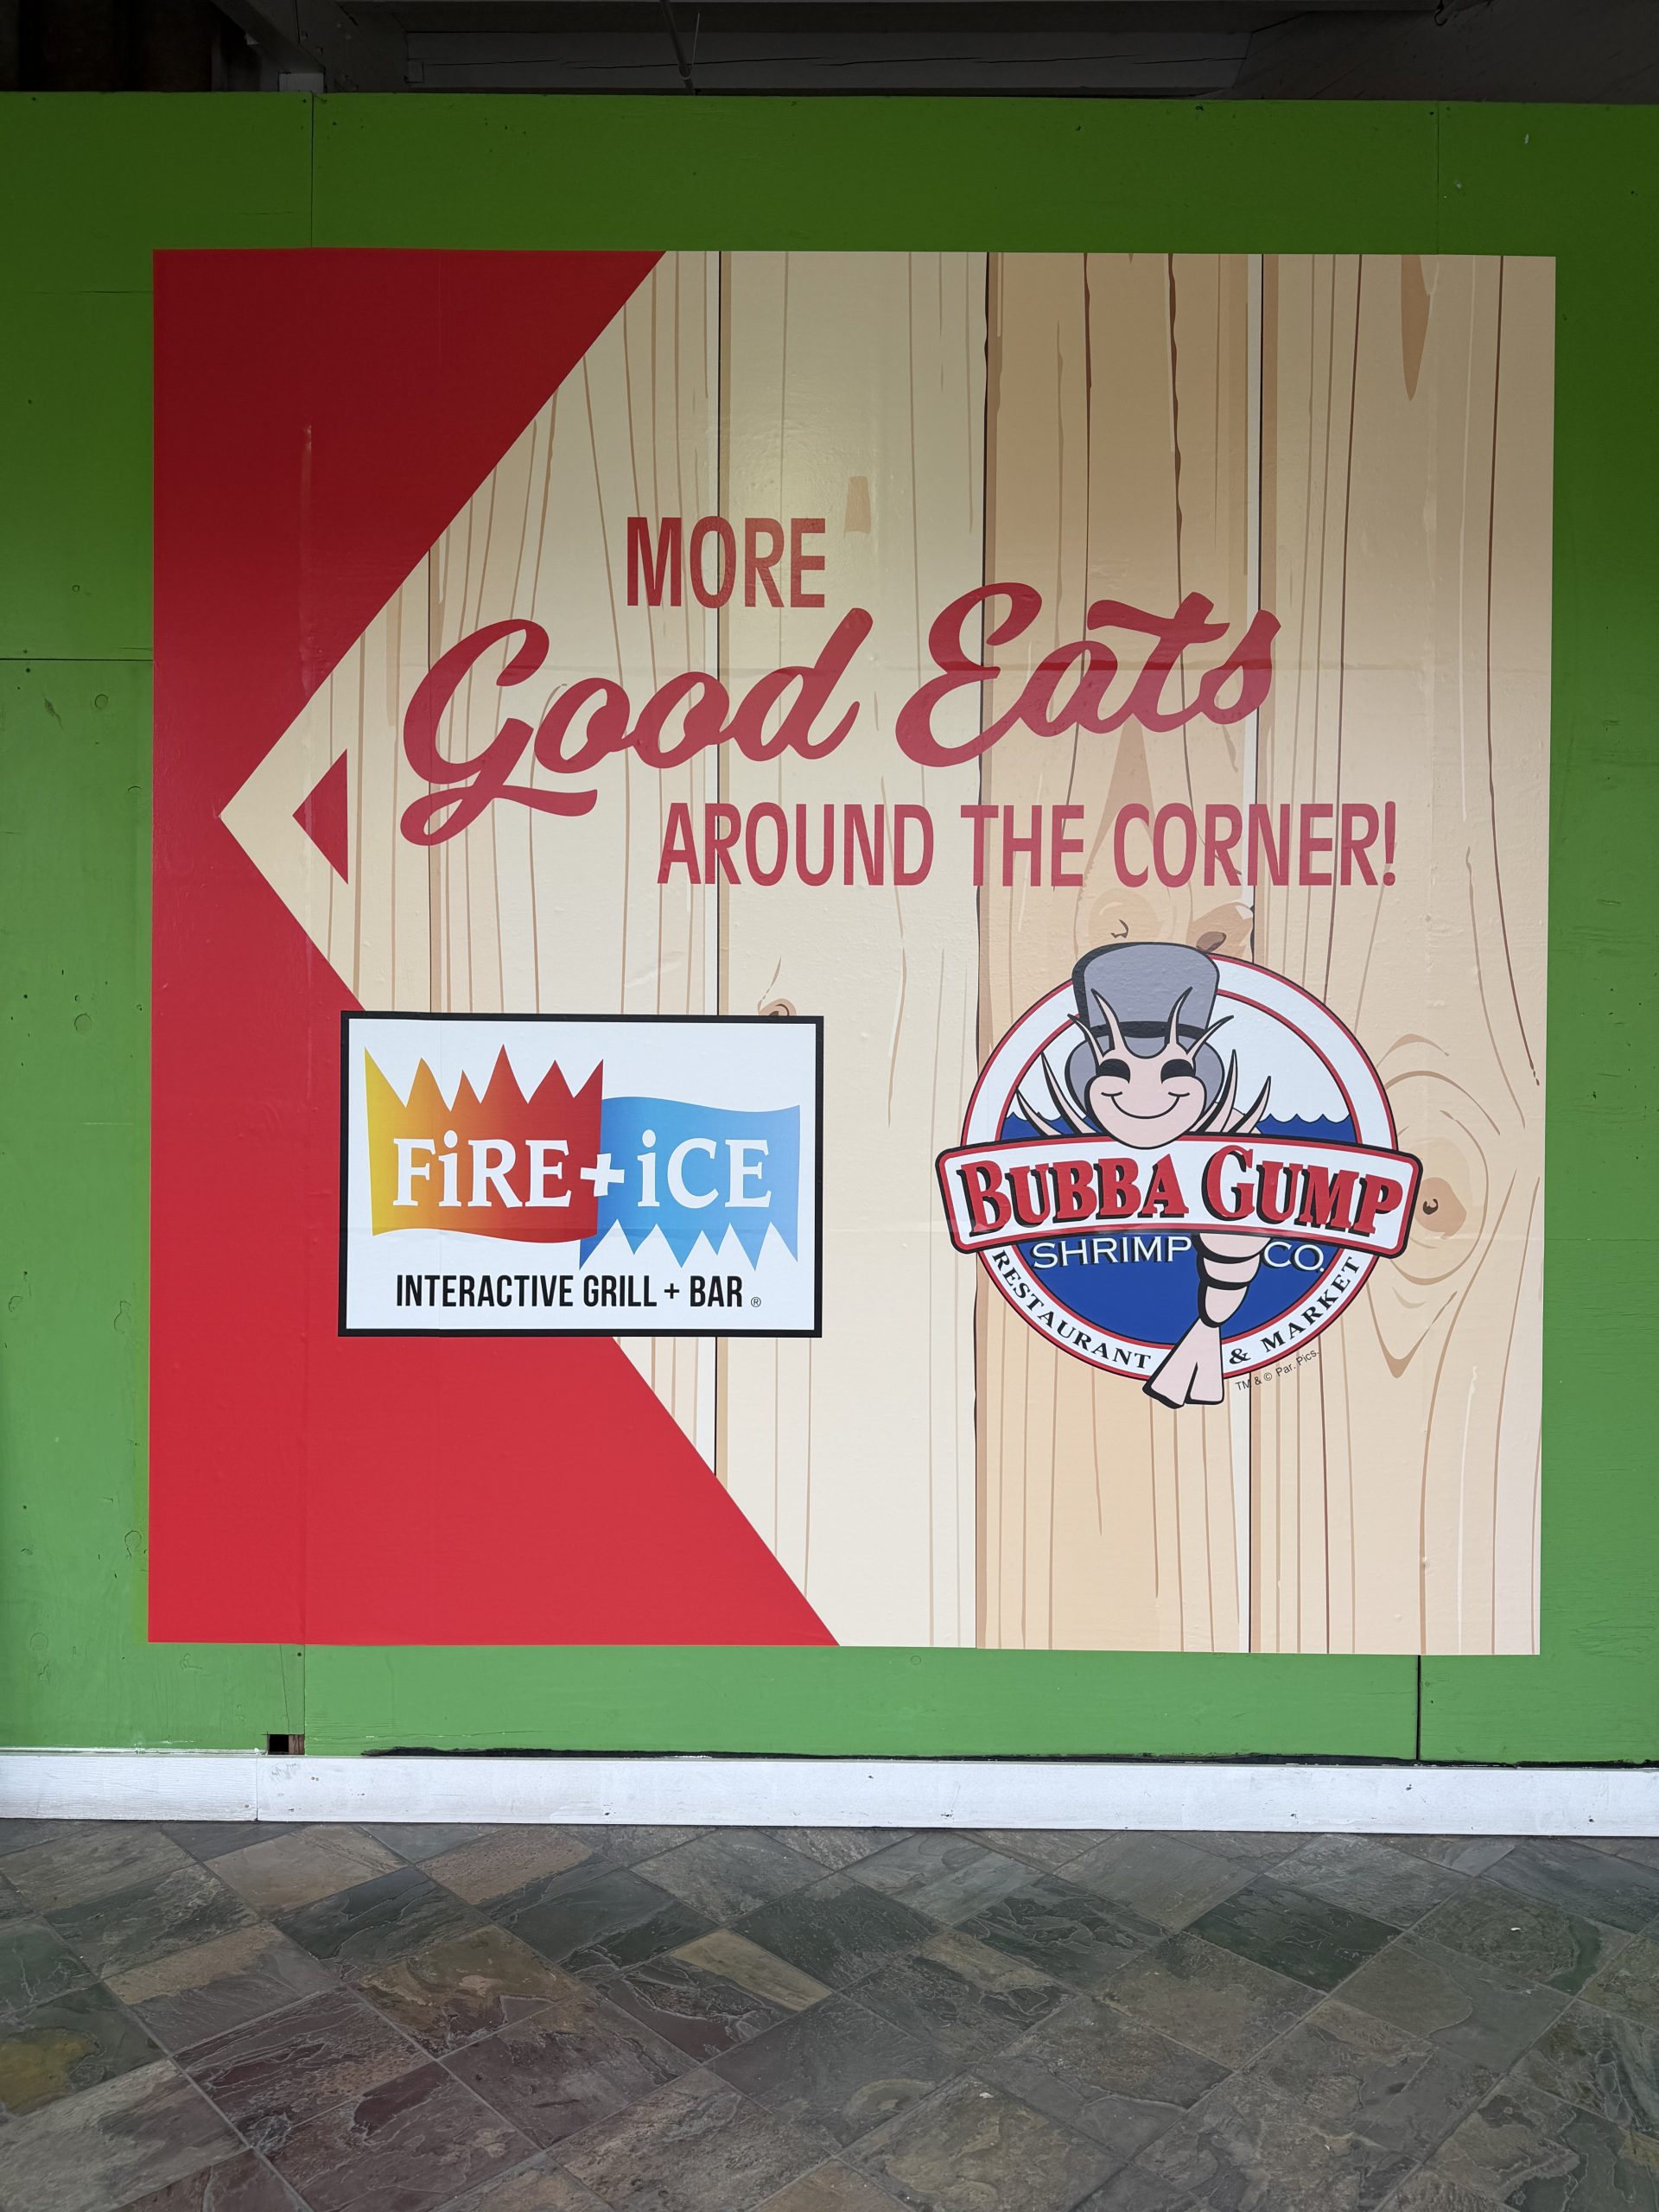 MORE
Good Eats
AROUND THE CORNER!
FiRE+iCE
INTERACTIVE GRILL + BAR ®
BUBBA GUMP
SHRIMP CO.
RESTAURANT & MARKET
TM & © Par. Pics.